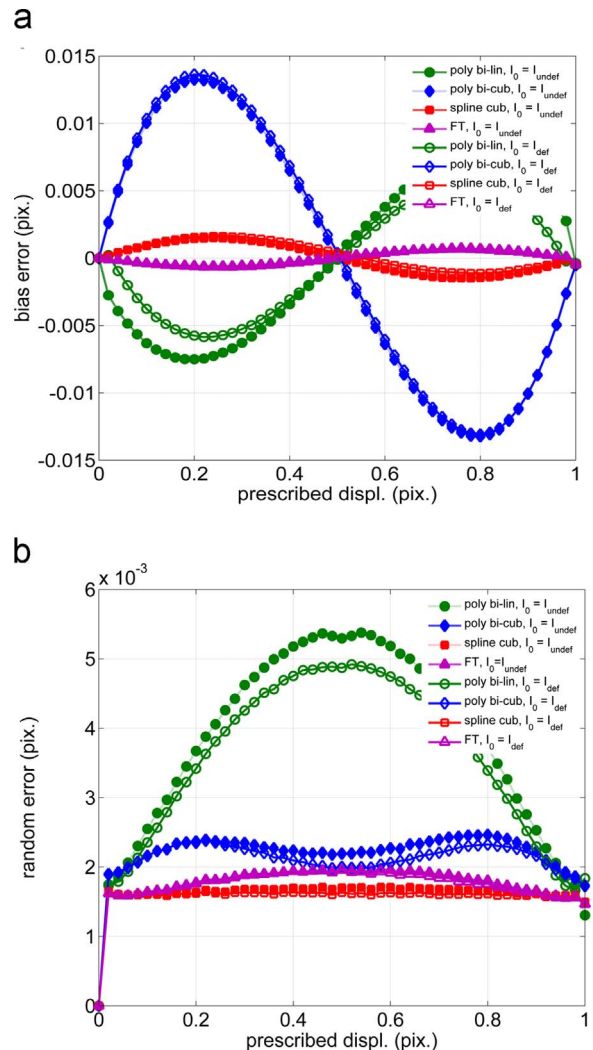 a
0.015
0.01
0.005
0
-0.005
-0.01
-0.015
bias error (pix.)
poly bi-lin, I0 = Iundef
poly bi-cub, I0 = Iundef
spline cub, I0 = Iundef
FT, I0 = Iundef
poly bi-lin, I0 = Idef
poly bi-cub, I0 = Idef
spline cub, I0 = Idef
FT, I0 = Idef
0 0.2 0.4 0.6 0.8 1
prescribed displ. (pix.)
b
6 x 10-3
5
4
3
2
1
0
random error (pix.)
poly bi-lin, I0 = Iundef
poly bi-cub, I0 = Iundef
spline cub, I0 = Iundef
FT, I0 =Iundef
poly bi-lin, I0 = Idef
poly bi-cub, I0 = Idef
spline cub, I0 = Idef
FT, I0 = Idef
0 0.2 0.4 0.6 0.8 1
prescribed displ. (pix.)